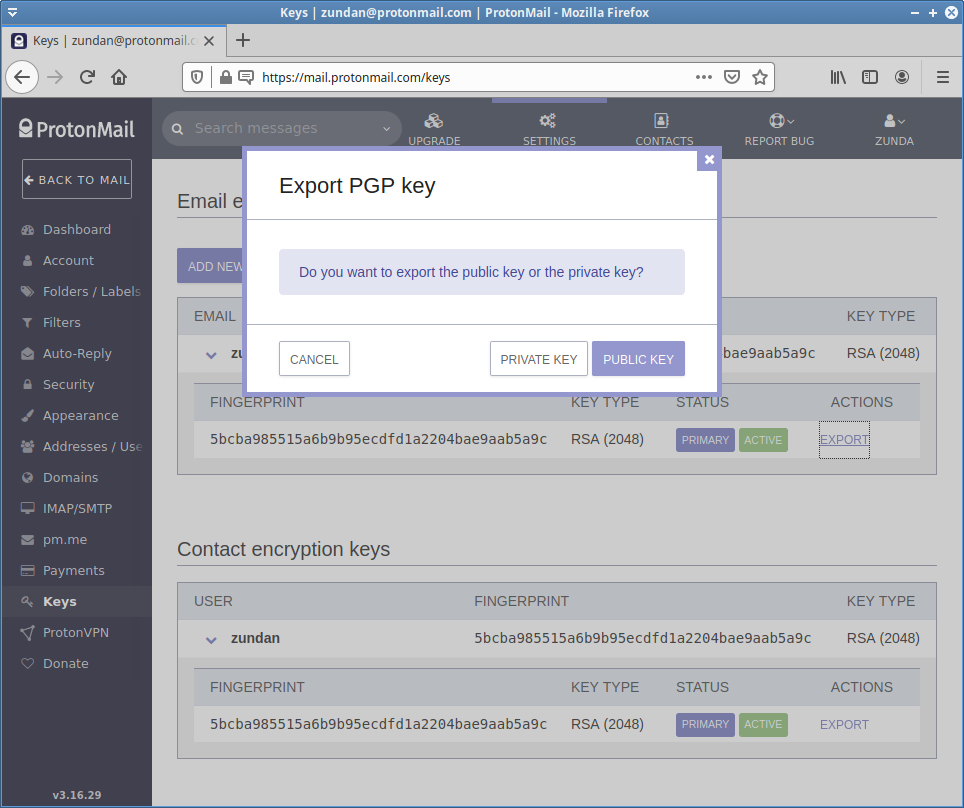 Keys | zundan@protonmail.com | ProtonMail - Mozilla Firefox
Keys | zundan@protonmail.c
https://mail.protonmail.com/keys
ProtonMail
Search messages
UPGRADE
SETTINGS
CONTACTS
REPORT BUG
ZUNDA
BACK TO MAIL
Dashboard
Account
Folders / Labels
Filters
Auto-Reply
Security
Appearance
Addresses / Use
Domains
IMAP/SMTP
pm.me
Payments
Keys
ProtonVPN
Donate
v3.16.29
Email e
ADD NEW
Export PGP key
Do you want to export the public key or the private key?
CANCEL
PRIVATE KEY
PUBLIC KEY
EMAIL
KEY TYPE
zu
bae9aab5a9c
RSA (2048)
FINGERPRINT KEY TYPE STATUS ACTIONS
5bcba985515a6b9b95ecdfd1a2204bae9aab5a9c RSA (2048) PRIMARY ACTIVE EXPORT
Contact encryption keys
USER FINGERPRINT KEY TYPE
zundan 5bcba985515a6b9b95ecdfd1a2204bae9aab5a9c RSA (2048)
FINGERPRINT KEY TYPE STATUS ACTIONS
5bcba985515a6b9b95ecdfd1a2204bae9aab5a9c RSA (2048) PRIMARY ACTIVE EXPORT